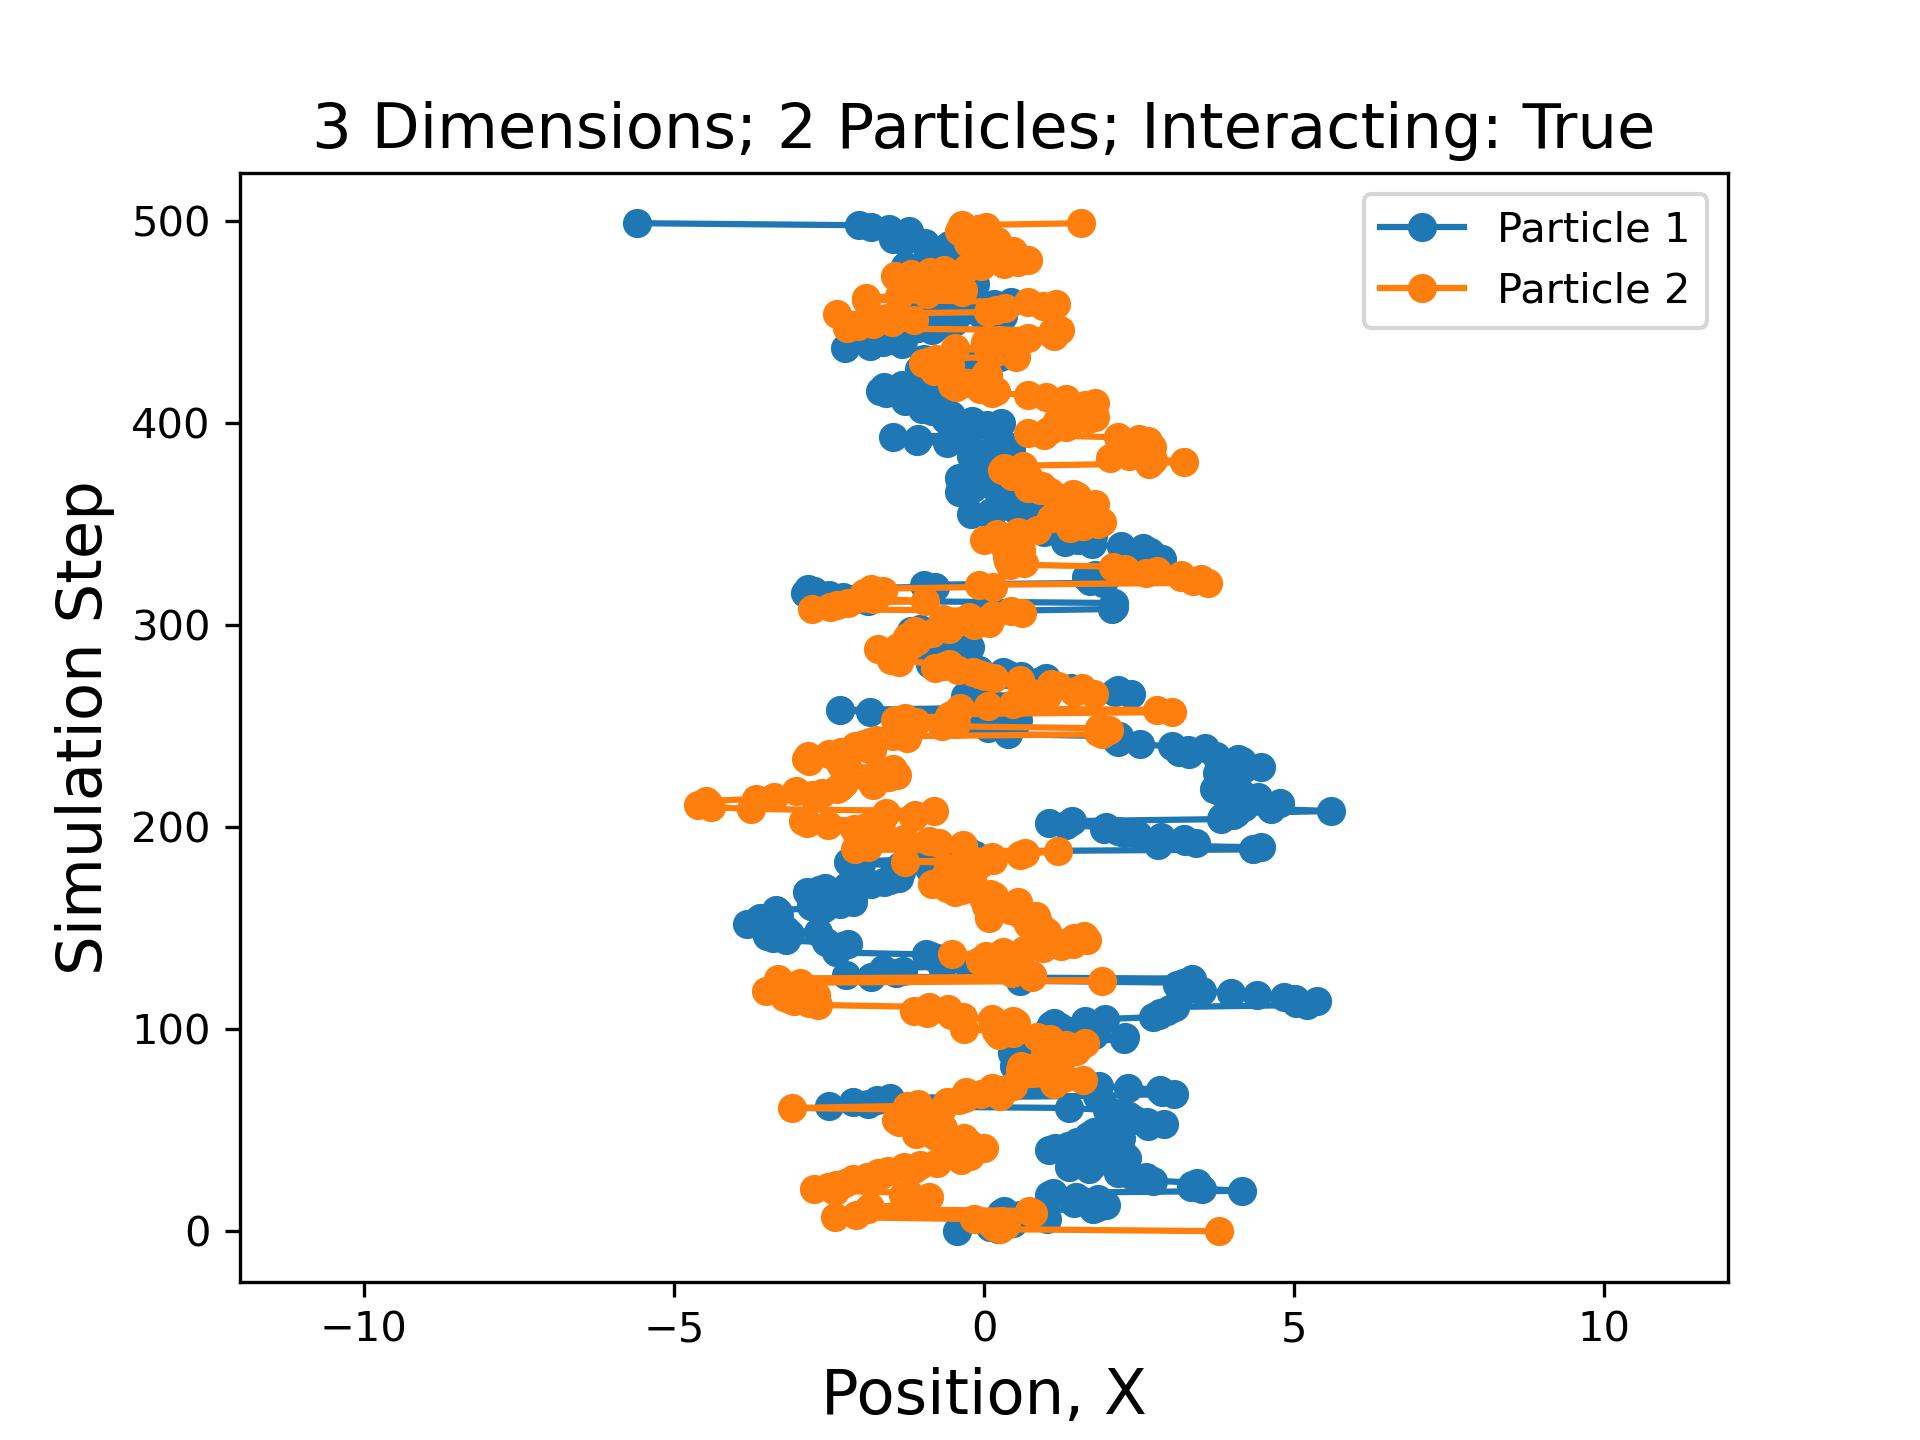 3 Dimensions; 2 Particles; Interacting: True
Particle 1
Particle 2
Simulation Step
500
400
300
200
100
0
−10
−5
0
5
10
Position, X